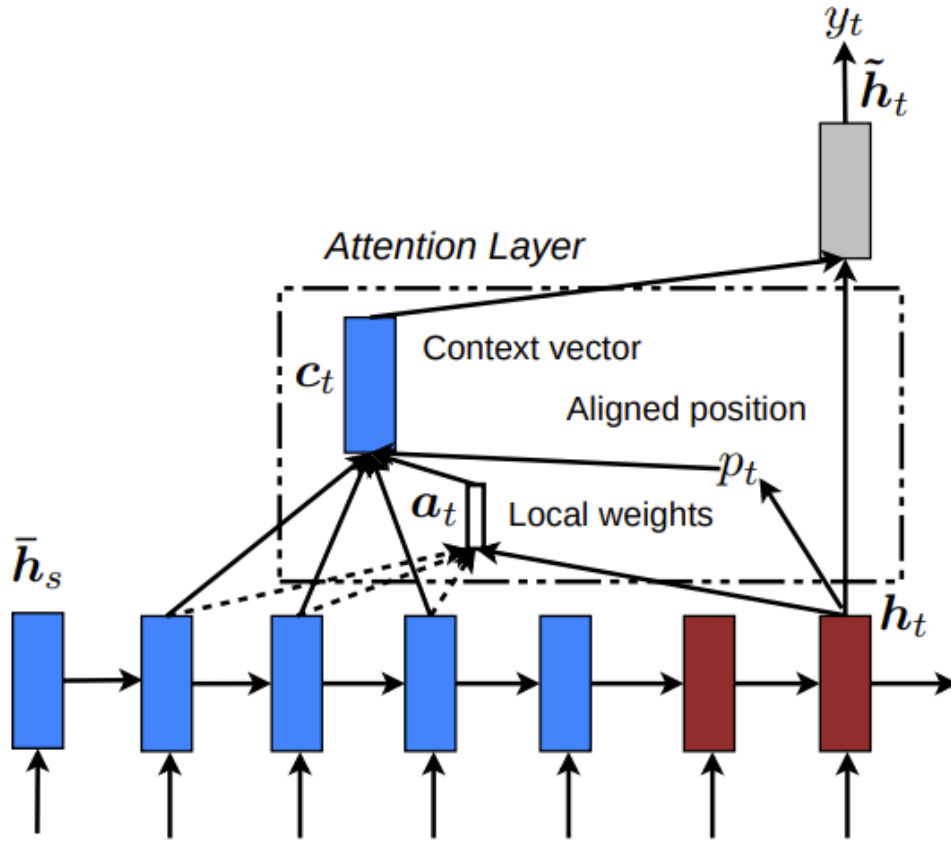 y_t
h̃_t
Attention Layer
Context vector
c_t
Aligned position
p_t
a_t
Local weights
h̄_s
h_t